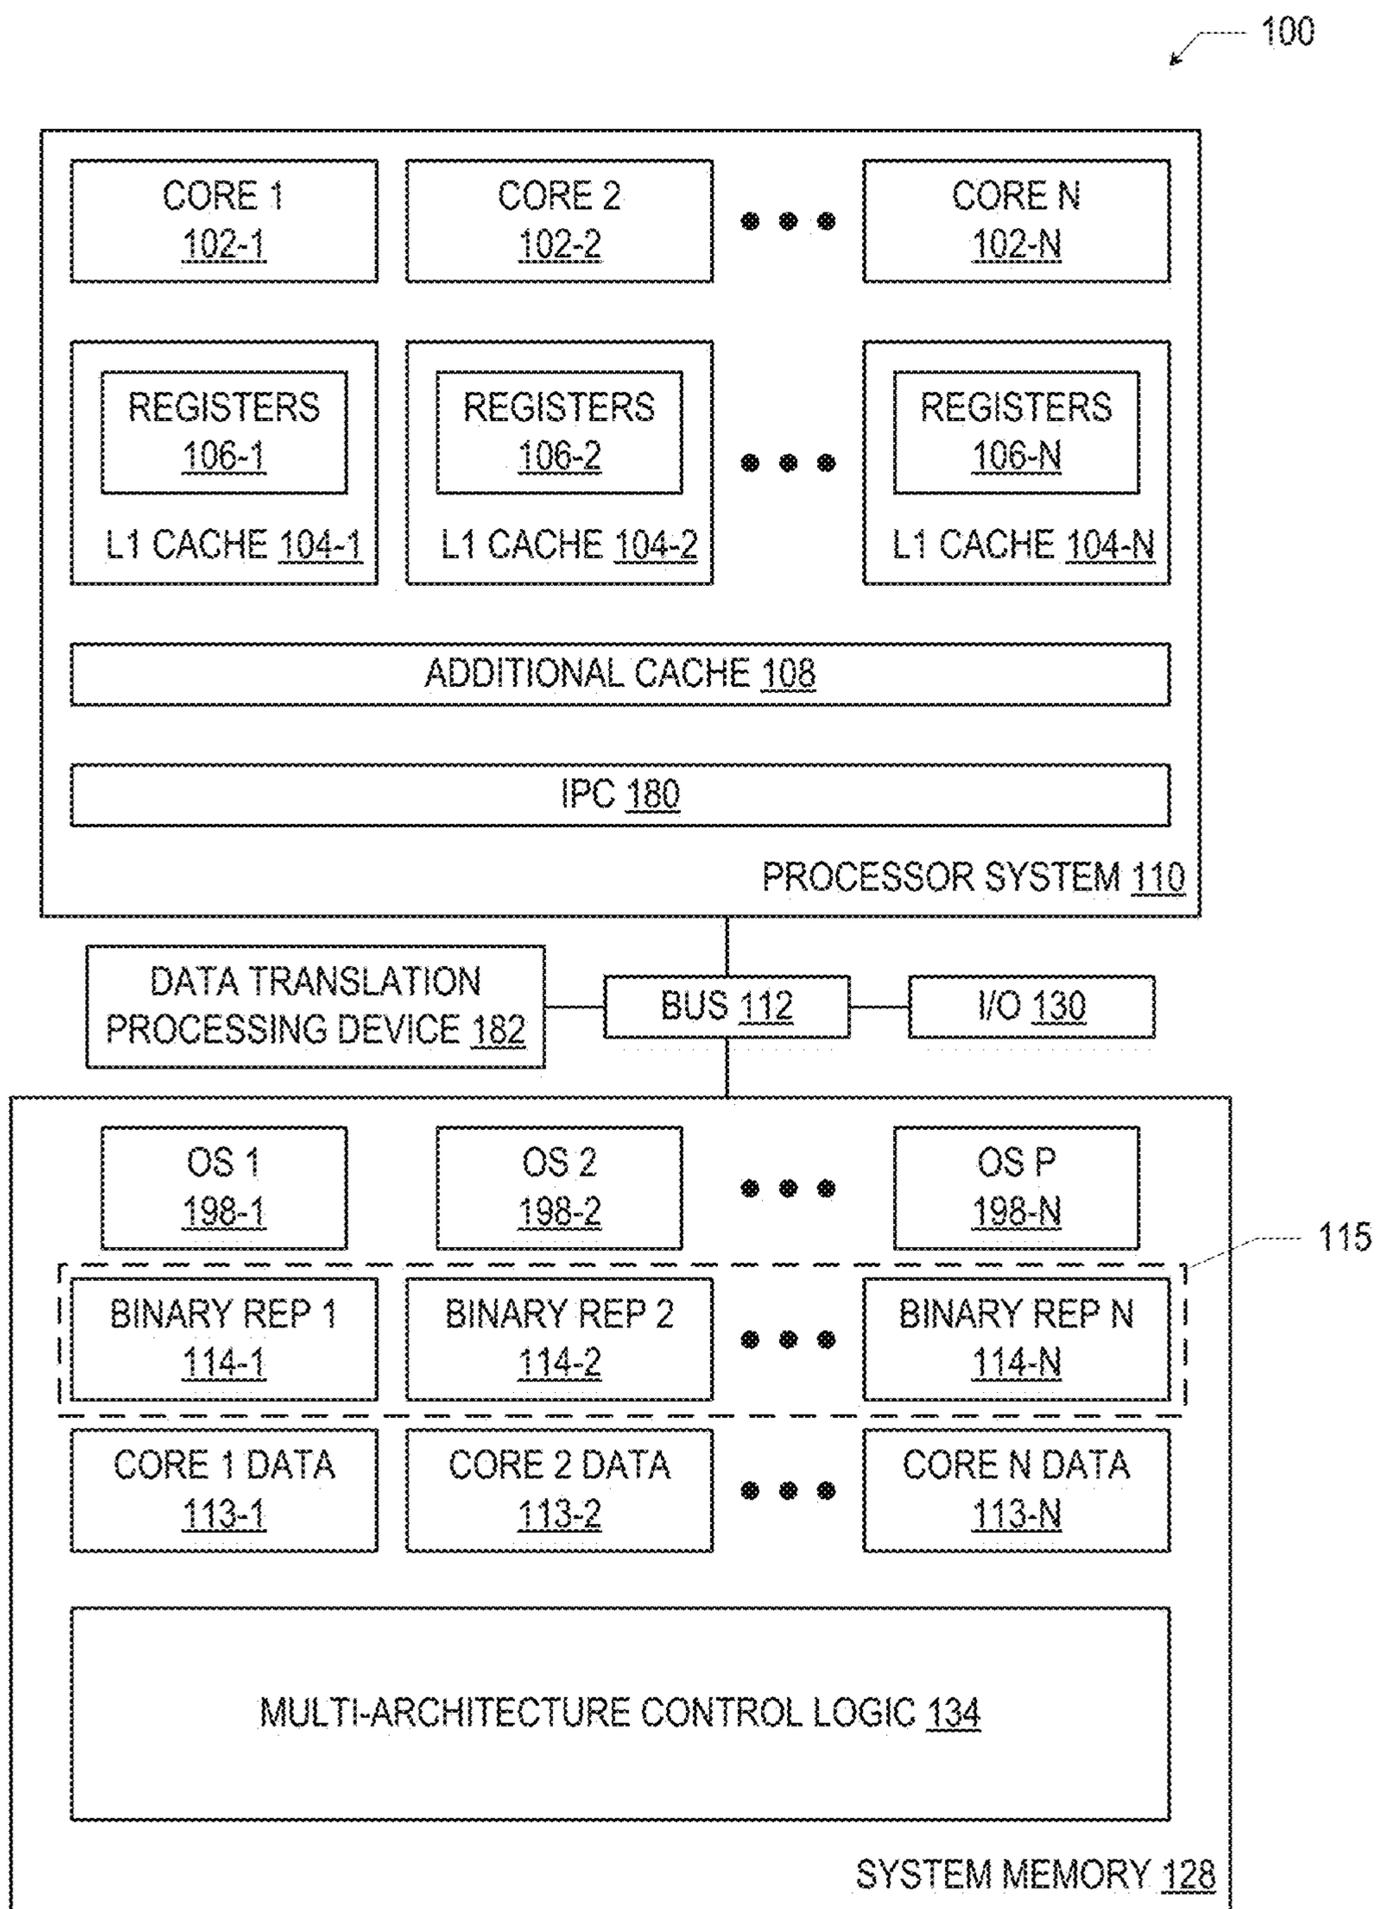 100
CORE 1
102-1
CORE 2
102-2
CORE N
102-N
REGISTERS
106-1
L1 CACHE 104-1
REGISTERS
106-2
L1 CACHE 104-2
REGISTERS
106-N
L1 CACHE 104-N
ADDITIONAL CACHE 108
IPC 180
PROCESSOR SYSTEM 110
DATA TRANSLATION
PROCESSING DEVICE 182
BUS 112
I/O 130
OS 1
198-1
OS 2
198-2
OS P
198-N
115
BINARY REP 1
114-1
BINARY REP 2
114-2
BINARY REP N
114-N
CORE 1 DATA
113-1
CORE 2 DATA
113-2
CORE N DATA
113-N
MULTI-ARCHITECTURE CONTROL LOGIC 134
SYSTEM MEMORY 128